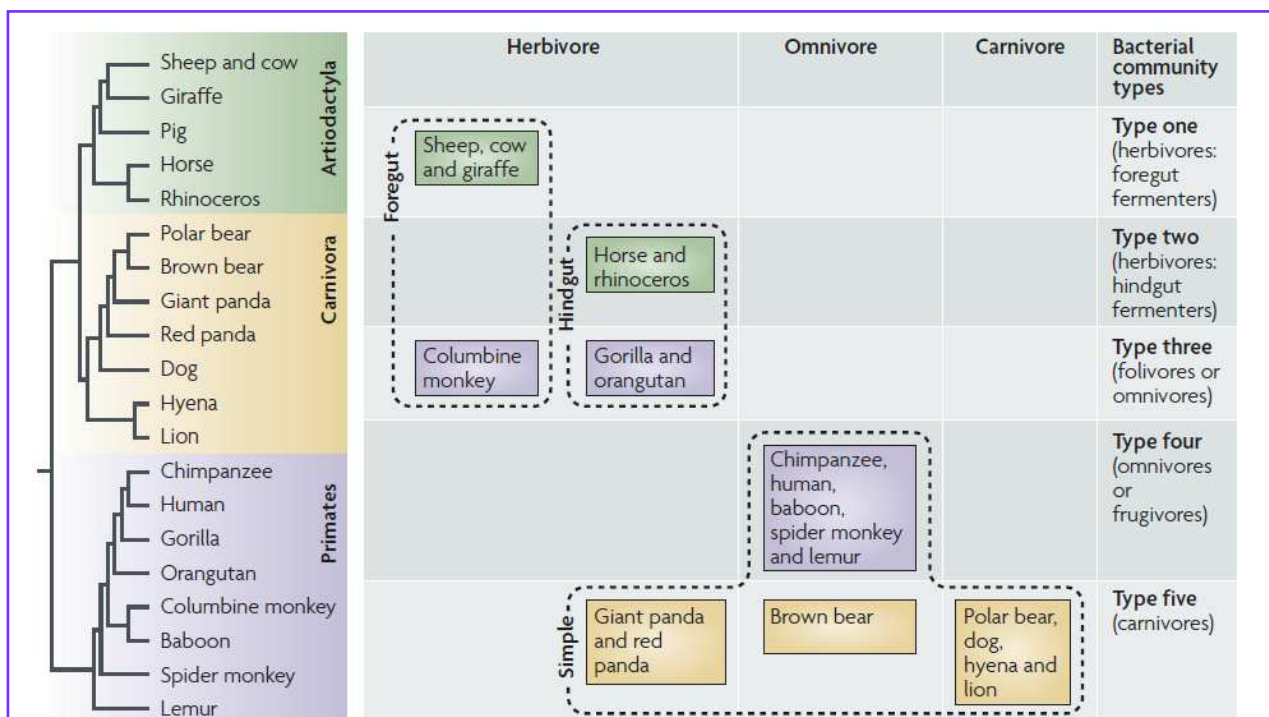 Sheep and cow
Giraffe
Pig
Horse
Rhinoceros
Artiodactyla
Polar bear
Brown bear
Giant panda
Red panda
Dog
Hyena
Lion
Carnivora
Chimpanzee
Human
Gorilla
Orangutan
Columbine monkey
Baboon
Spider monkey
Lemur
Primates
Herbivore
Omnivore
Carnivore
Bacterial
community
types
Foregut
Sheep, cow
and giraffe
Type one
(herbivores:
foregut
fermenters)
Hindgut
Horse and
rhinoceros
Type two
(herbivores:
hindgut
fermenters)
Columbine
monkey
Gorilla and
orangutan
Type three
(folivores or
omnivores)
Chimpanzee,
human,
baboon,
spider monkey
and lemur
Type four
(omnivores
or
frugivores)
Simple
Giant panda
and red
panda
Brown bear
Polar bear,
dog,
hyena and
lion
Type five
(carnivores)